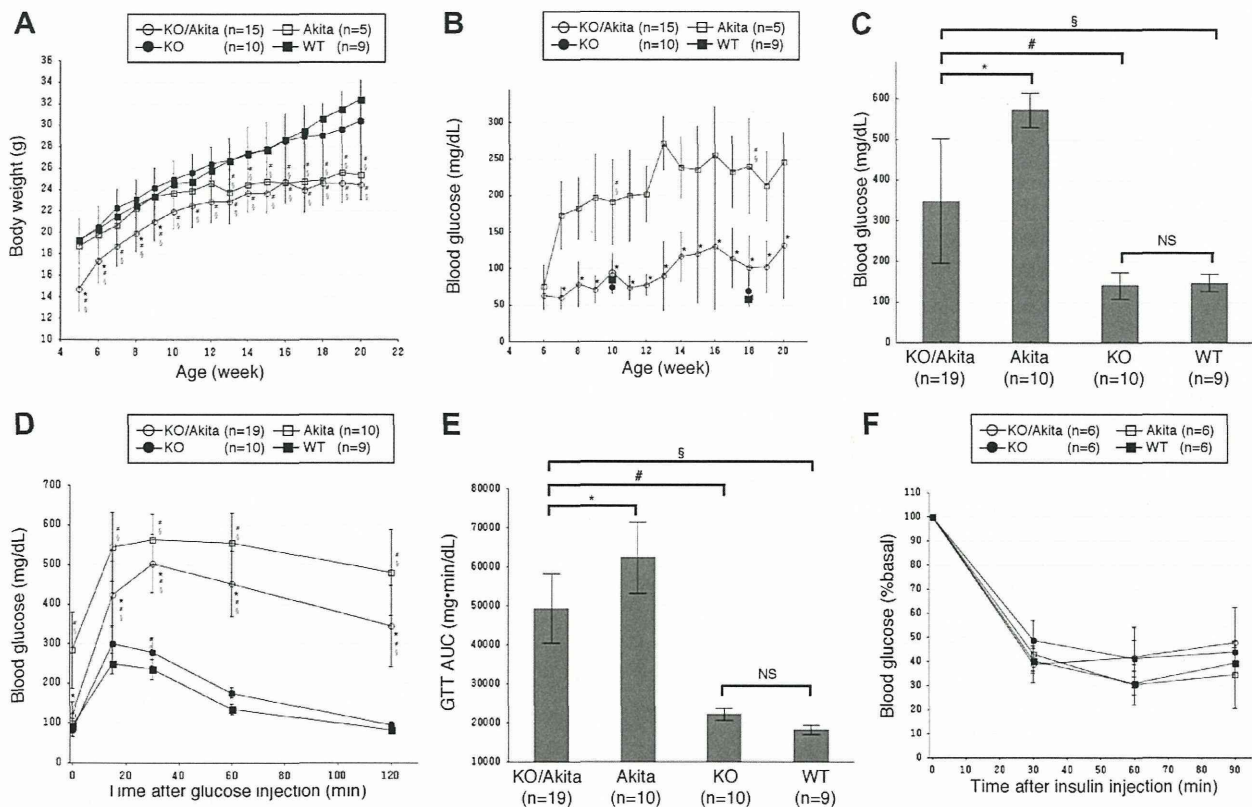 A
KO/Akita (n=15) Akita (n=5)
KO (n=10) WT (n=9)
Body weight (g)
36
34
32
30
28
26
24
22
20
18
16
14
12
10
4 6 8 10 12 14 16 18 20 22
Age (week)
B
KO/Akita (n=15) Akita (n=5)
KO (n=10) WT (n=9)
Blood glucose (mg/dL)
300
250
200
150
100
50
0
4 6 8 10 12 14 16 18 20
Age (week)
C
§
#
*
NS
Blood glucose (mg/dL)
600
500
400
300
200
100
0
KO/Akita Akita KO WT
(n=19) (n=10) (n=10) (n=9)
D
KO/Akita (n=19) Akita (n=10)
KO (n=10) WT (n=9)
Blood glucose (mg/dL)
700
600
500
400
300
200
100
0
0 20 40 60 80 100 120
Time after glucose injection (min)
E
§
#
*
NS
GTT AUC (mg•min/dL)
80000
70000
60000
50000
40000
30000
20000
10000
KO/Akita Akita KO WT
(n=19) (n=10) (n=10) (n=9)
F
KO/Akita (n=6) Akita (n=6)
KO (n=6) WT (n=6)
Blood glucose (%basal)
110
100
90
80
70
60
50
40
30
20
10
0
0 10 20 30 40 50 60 70 80 90
Time after insulin injection (min)